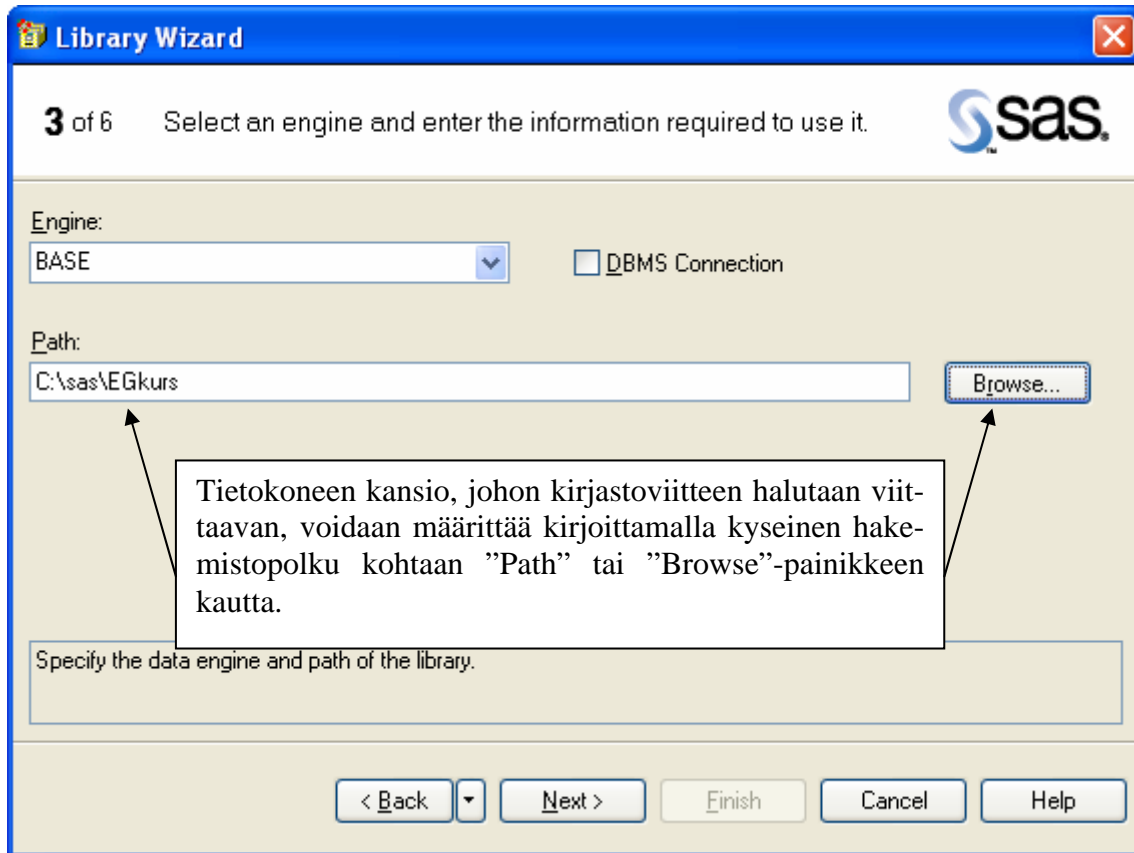 Library Wizard
3 of 6 Select an engine and enter the information required to use it.
sas.
Engine:
BASE
DBMS Connection
Path:
C:\sas\EGkurs
Browse...
Tietokoneen kansio, johon kirjastoviitteen halutaan viit-
taavan, voidaan määrittää kirjoittamalla kyseinen hake-
mistopolku kohtaan ”Path” tai ”Browse”-painikkeen
kautta.
Specify the data engine and path of the library.
< Back
Next >
Finish
Cancel
Help